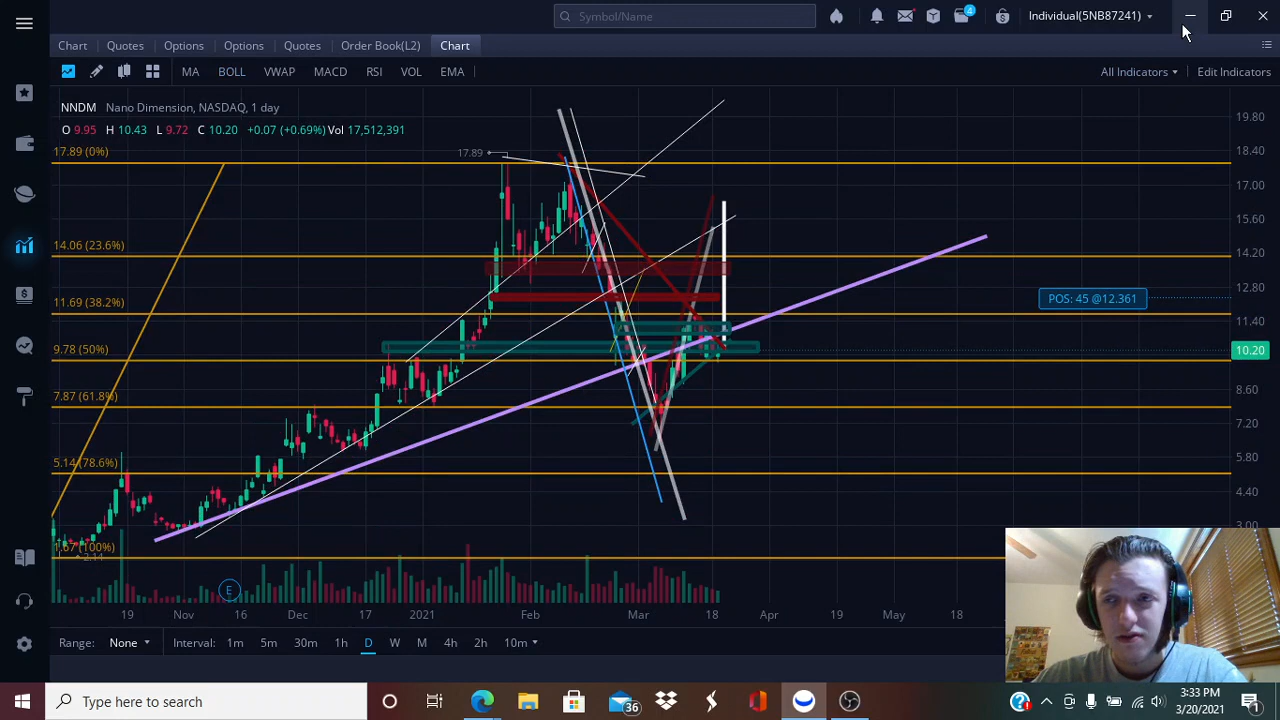 Symbol/Name
4
Individual(5NB87241)
Chart Quotes Options Options Quotes Order Book(L2) Chart
MA BOLL VWAP MACD RSI VOL EMA
All Indicators Edit Indicators
NNDM Nano Dimension, NASDAQ, 1 day
O 9.95 H 10.43 L 9.72 C 10.20 +0.07 (+0.69%) Vol 17,512,391
17.89 (0%)
17.89
14.06 (23.6%)
11.69 (38.2%)
9.78 (50%)
7.87 (61.8%)
5.14 (78.6%)
1.67 (100%)
2.14
POS: 45 @12.361
19.80
18.40
17.00
15.60
14.20
12.80
11.40
10.20
8.60
7.20
5.80
4.40
3.00
E
19 Nov 16 Dec 17 2021 Feb Mar 18 Apr 19 May 18
Range: None Interval: 1m 5m 30m 1h D W M 4h 2h 10m
Type here to search
36
3:33 PM
3/20/2021
1